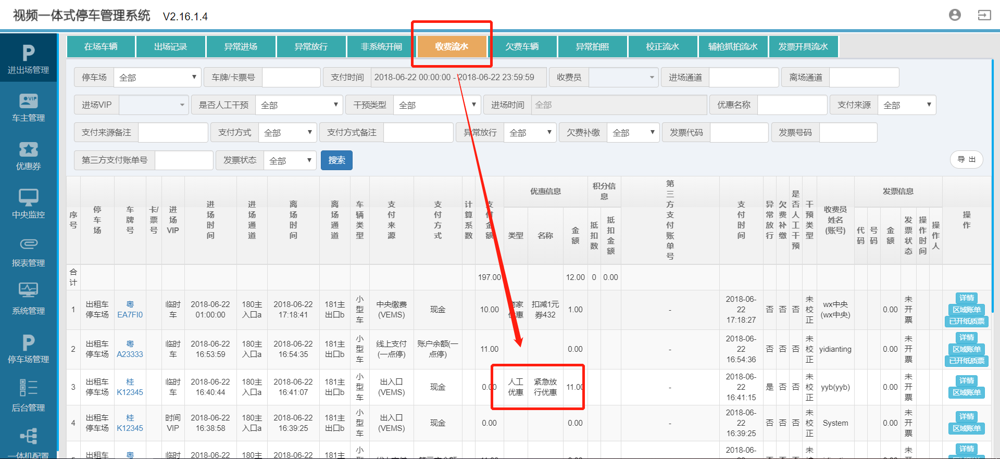 视频一体式停车管理系统 V2.16.1.4
进出场管理
车主管理
优惠券
中央监控
报表管理
系统管理
停车场管理
后台管理
一体机配置
在场车辆 出场记录 异常进场 异常放行 非系统开闸 收费流水 欠费车辆 异常拍照 校正流水 辅枪抓拍流水 发票开具流水
停车场 全部 车牌/卡票号 支付时间 2018-06-22 00:00:00 - 2018-06-22 23:59:59 收费员 进场通道 离场通道
进场VIP 是否人工干预 全部 干预类型 全部 进场时间 全部 优惠名称 支付来源 全部
支付来源备注 支付方式 全部 支付方式备注 异常放行 全部 欠费补缴 全部 发票代码 发票号码
第三方支付账单号 发票状态 全部 搜索 导 出
序号 停车场 车牌号 卡/票号 进场VIP 进场时间 进场通道 离场时间 离场通道 车辆类型 支付来源 支付方式 计算系数 支付金额 优惠信息 积分信息 第三方支付账单号 支付时间 异常放行 欠费补缴 是否人工干预 干预类型 收费员姓名(账号) 发票信息 操作
类型 名称 金额 抵扣数 抵扣金额 代码 号码 金额 发票状态 操作时间 操作人
合计 197.00 12.00 0 0.00
1 出租车停车场 粤EA7FI0 临时车 2018-06-22 01:00:00 180主入口a 2018-06-22 17:18:41 181主出口b 小型车 中央缴费(VEMS) 现金 10.00 商家优惠 扣减1元券432 1.00 - 2018-06-22 17:18:27 否 否 否 未校正 wx中央(wx中央) 0.00 未开票 详情 区域账单 已开纸质票
2 出租车停车场 粤A23333 临时车 2018-06-22 16:53:59 180主入口a 2018-06-22 16:54:35 181主出口b 小型车 线上支付(一点停) 账户余额(一点停) 11.00 0.00 - 2018-06-22 16:54:36 否 否 否 未校正 yidianting 0.00 未开票 详情 区域账单 已开纸质票
3 出租车停车场 桂K12345 临时车 2018-06-22 16:40:44 180主入口a 2018-06-22 16:41:07 181主出口b 小型车 出入口(VEMS) 现金 0.00 人工优惠 紧急放行优惠 11.00 - 2018-06-22 16:41:15 是 否 否 未校正 yyb(yyb) 0.00 未开票 详情 区域账单
4 出租车停车场 桂K12345 时间VIP 2018-06-22 16:38:58 180主入口a 2018-06-22 16:39:25 181主出口b 小型车 出入口(VEMS) 现金 0.00 0.00 - 2018-06-22 16:39:25 否 否 否 未校正 System 0.00 未开票 详情 区域账单
出租车 粤 临时 2018-06-22 180主 2018-06-22 181主 小 2018-06- 未 详情